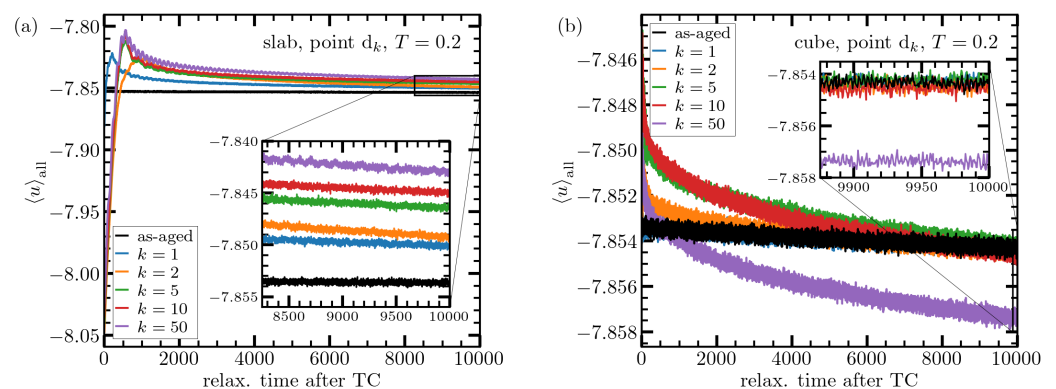 (a)
slab, point d_k, T = 0.2
⟨u⟩_all
−7.80
−7.85
−7.90
−7.95
−8.00
−8.05
0 2000 4000 6000 8000 10000
relax. time after TC
as-aged
k = 1
k = 2
k = 5
k = 10
k = 50
−7.840
−7.845
−7.850
−7.855
8500 9000 9500 10000
(b)
cube, point d_k, T = 0.2
⟨u⟩_all
−7.846
−7.848
−7.850
−7.852
−7.854
−7.856
−7.858
0 2000 4000 6000 8000 10000
relax. time after TC
as-aged
k = 1
k = 2
k = 5
k = 10
k = 50
−7.854
−7.856
−7.858
9900 9950 10000